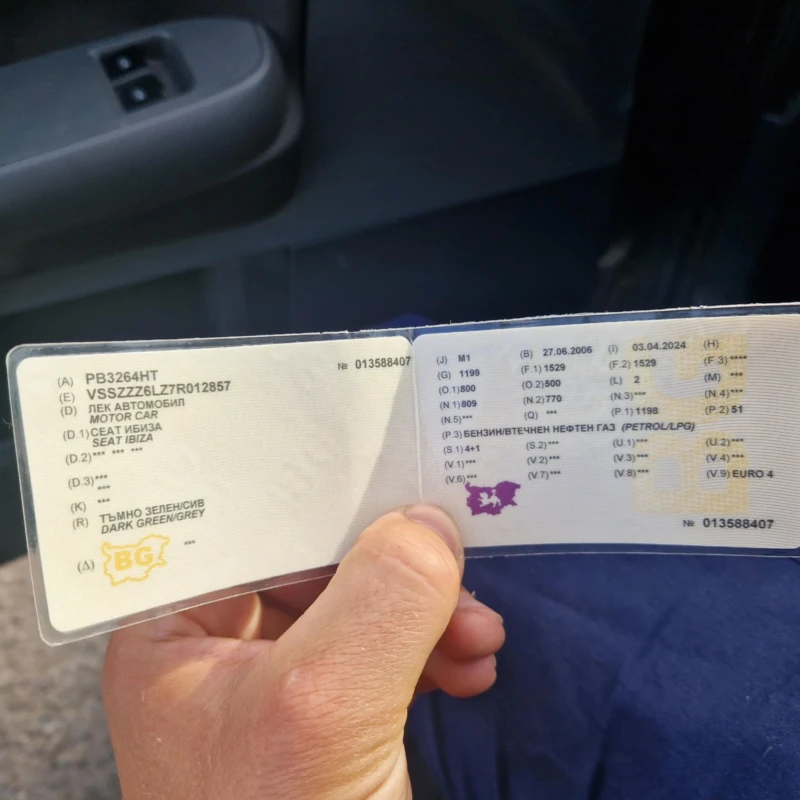 № 013588407
(A) PB3264HT
(E) VSSZZZ6LZ7R012857
(D) ЛЕК АВТОМОБИЛ
MOTOR CAR
(D.1) СЕАТ ИБИЗА
SEAT IBIZA
(D.2) *** *** ***
(D.3) ***
***
(K) ***
(R) ТЪМНО ЗЕЛЕН/СИВ
DARK GREEN/GREY
(Δ) BG ***
(J) M1 (B) 27.06.2006 (I) 03.04.2024 (H)
(G) 1199 (F.1) 1529 (F.2) 1529 (F.3) ****
(O.1) 800 (O.2) 500 (L) 2 (M) ***
(N.1) 809 (N.2) 770 (N.3) *** (N.4) ***
(N.5) *** (Q) *** (P.1) 1198 (P.2) 51
(P.3) БЕНЗИН/ВТЕЧНЕН НЕФТЕН ГАЗ (PETROL/LPG)
(S.1) 4+1 (S.2) *** (U.1) *** (U.2) ***
(V.1) *** (V.2) *** (V.3) *** (V.4) ***
(V.6) *** (V.7) *** (V.8) *** (V.9) EURO 4
№ 013588407